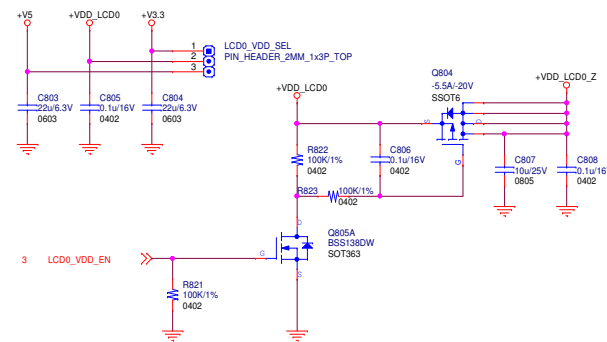 +V5
+VDD_LCD0
+V3.3
1
2
3
LCD0_VDD_SEL
PIN_HEADER_2MM_1x3P_TOP
C803
22u/6.3V
0603
C805
0.1u/16V
0402
C804
22u/6.3V
0603
+VDD_LCD0
Q804
-5.5A/-20V
SSOT6
+VDD_LCD0_Z
S
D
G
R822
100K/1%
0402
C806
0.1u/16V
0402
C807
10u/25V
0805
C808
0.1u/16
0402
R823
100K/1%
0402
Q805A
BSS138DW
SOT363
D
G
S
3
LCD0_VDD_EN
R821
100K/1%
0402